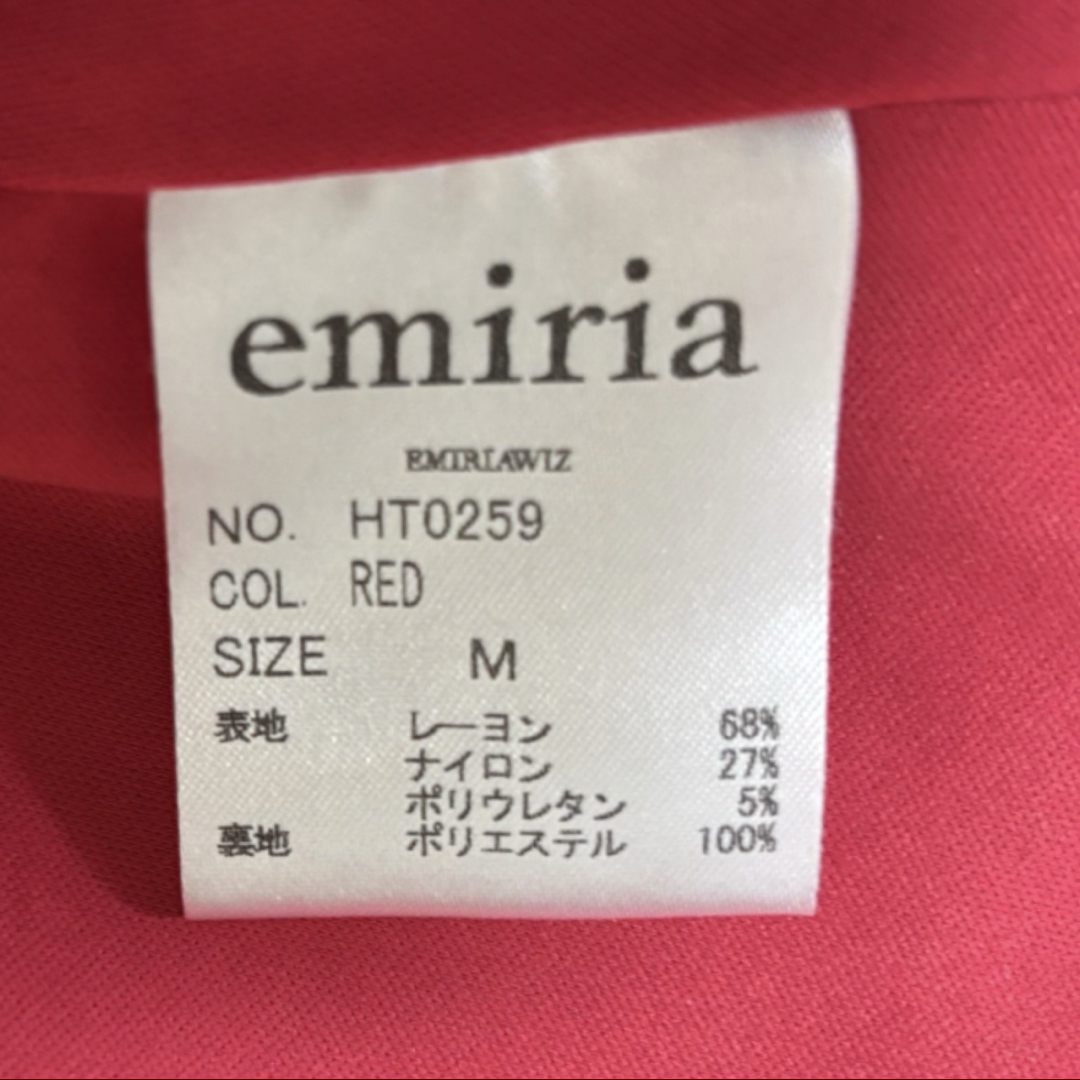 emiria
EMIRIAWIZ
NO. HT0259
COL. RED
SIZE M
表地 レーヨン 68%
ナイロン 27%
ポリウレタン 5%
裏地 ポリエステル 100%